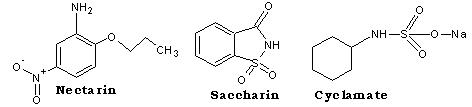 NH₂
O
CH₃
O⁻
N⁺
O
Nectarin
O
NH
S
O O
Saccharin
O
NH S O Na
O
Cyclamate